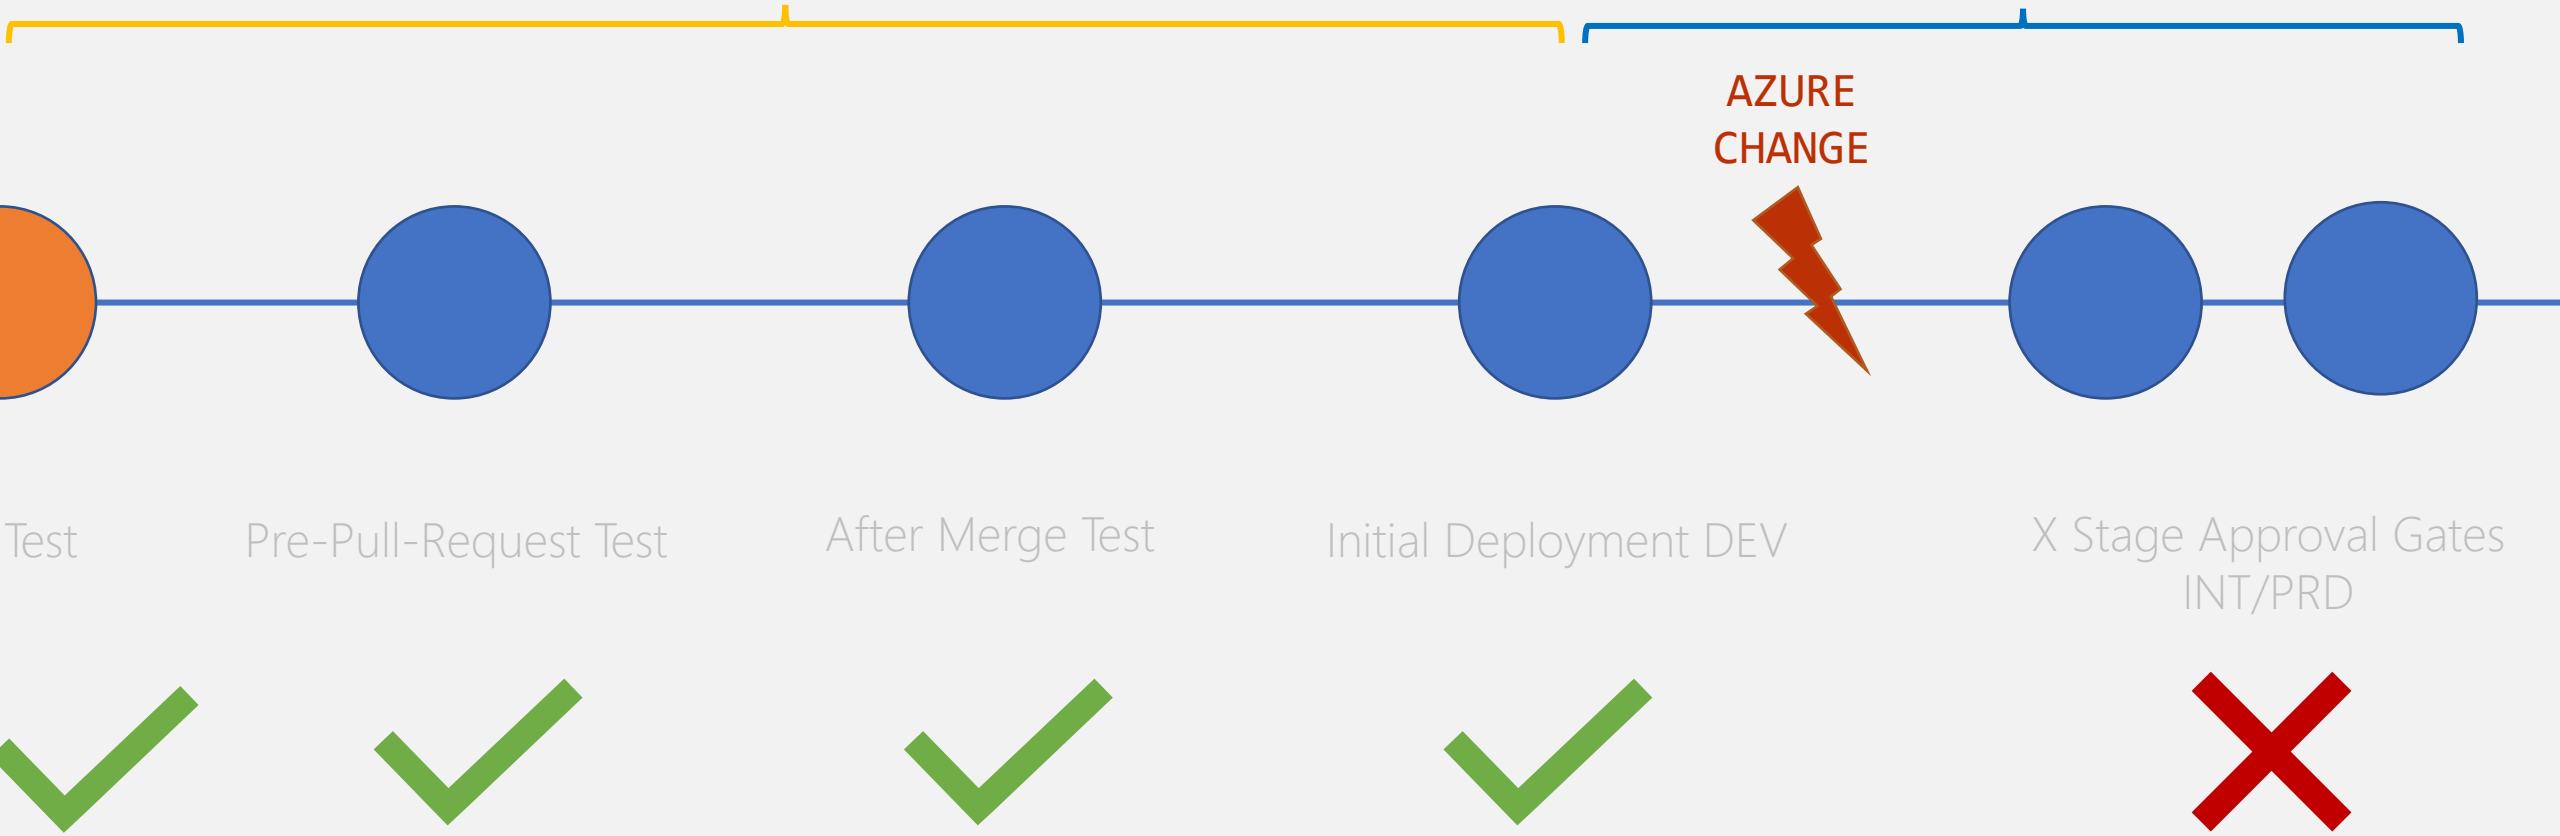 AZURE
CHANGE
Test
Pre-Pull-Request Test
After Merge Test
Initial Deployment DEV
X Stage Approval Gates
INT/PRD